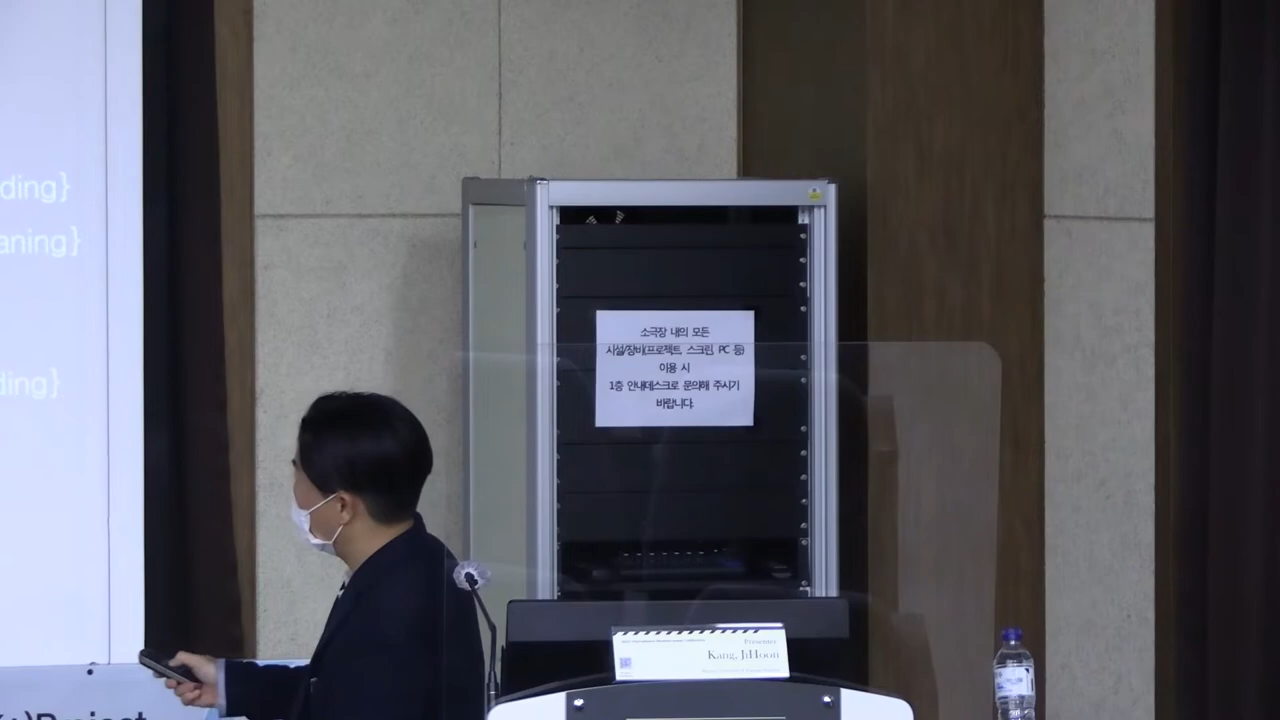 ding}
aning}
ding}
소극장 내의 모든
시설/장비(프로젝트, 스크린, PC 등)
이용 시
1층 안내데스크로 문의해 주시기
바랍니다.
Presenter
Kang, JiHoon
Project